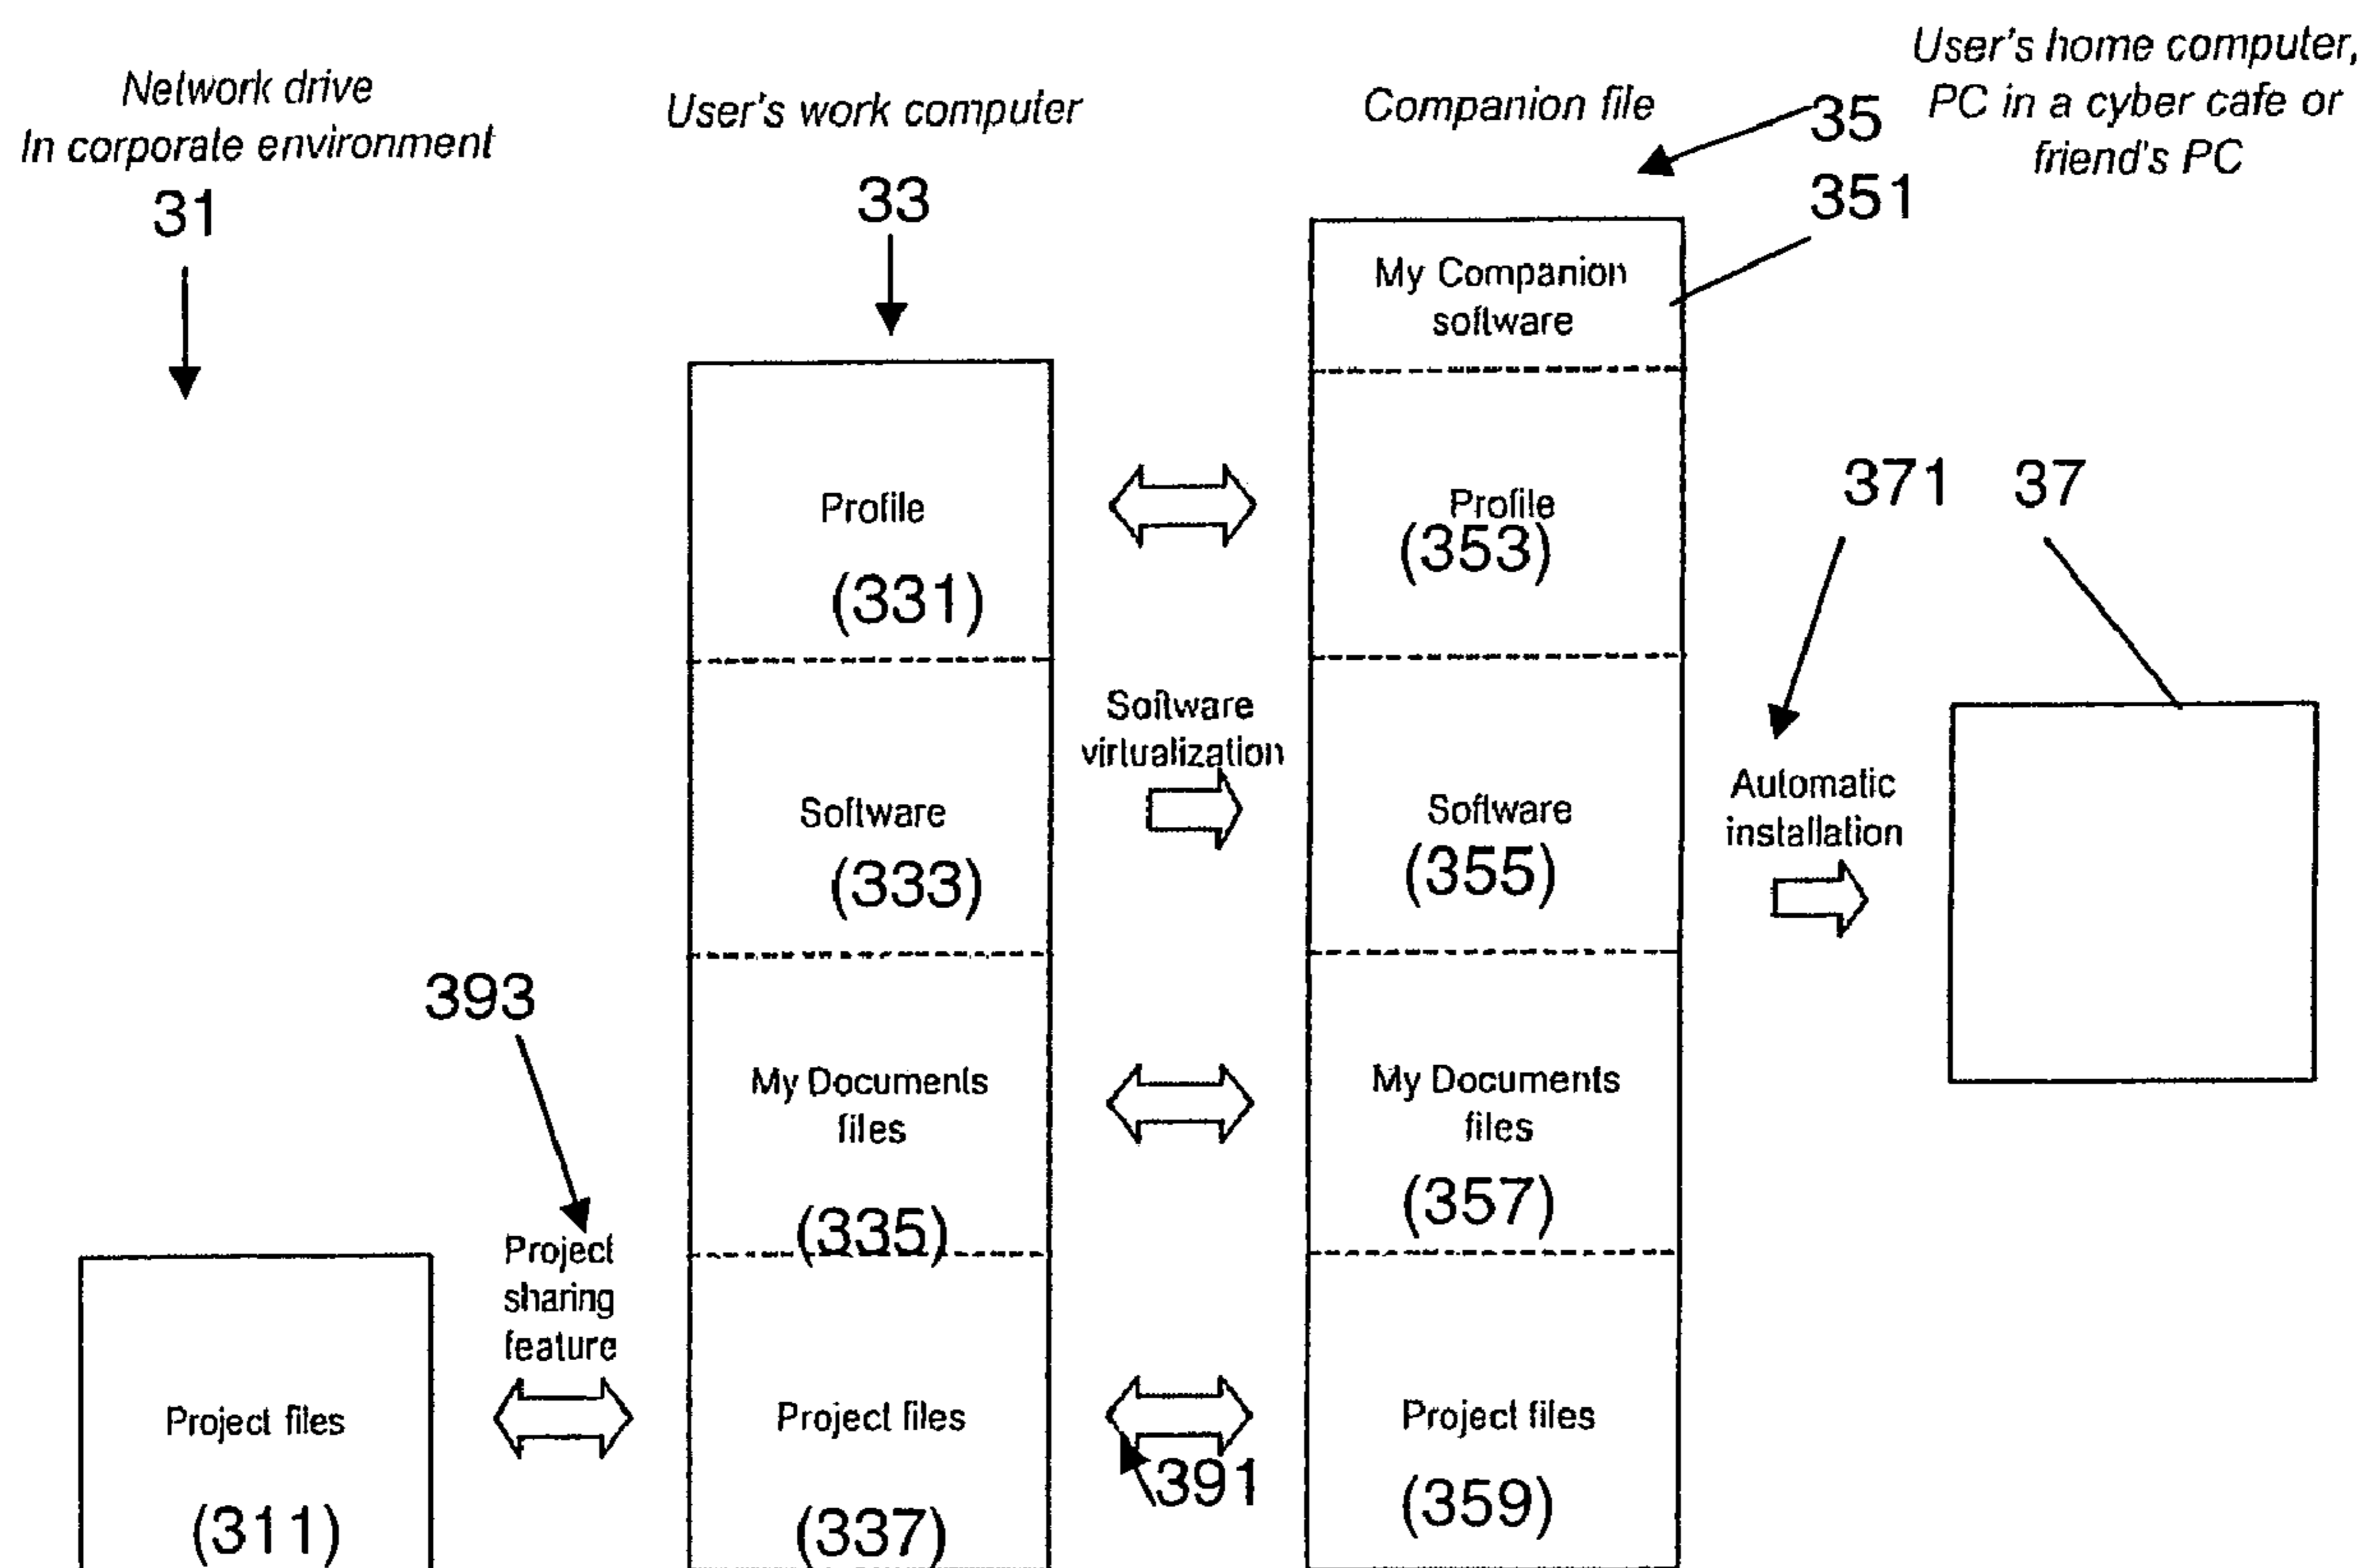 Network drive
In corporate environment
31
User's work computer
33
Companion file
35
351
User's home computer,
PC in a cyber cafe or
friend's PC
My Companion
software
Profile
(331)
Profile
(353)
371
37
Software
virtualization
Software
(333)
Software
(355)
Automatic
installation
393
My Documents
files
(335)
My Documents
files
(357)
Project
sharing
feature
Project files
(311)
Project files
(337)
391
Project files
(359)